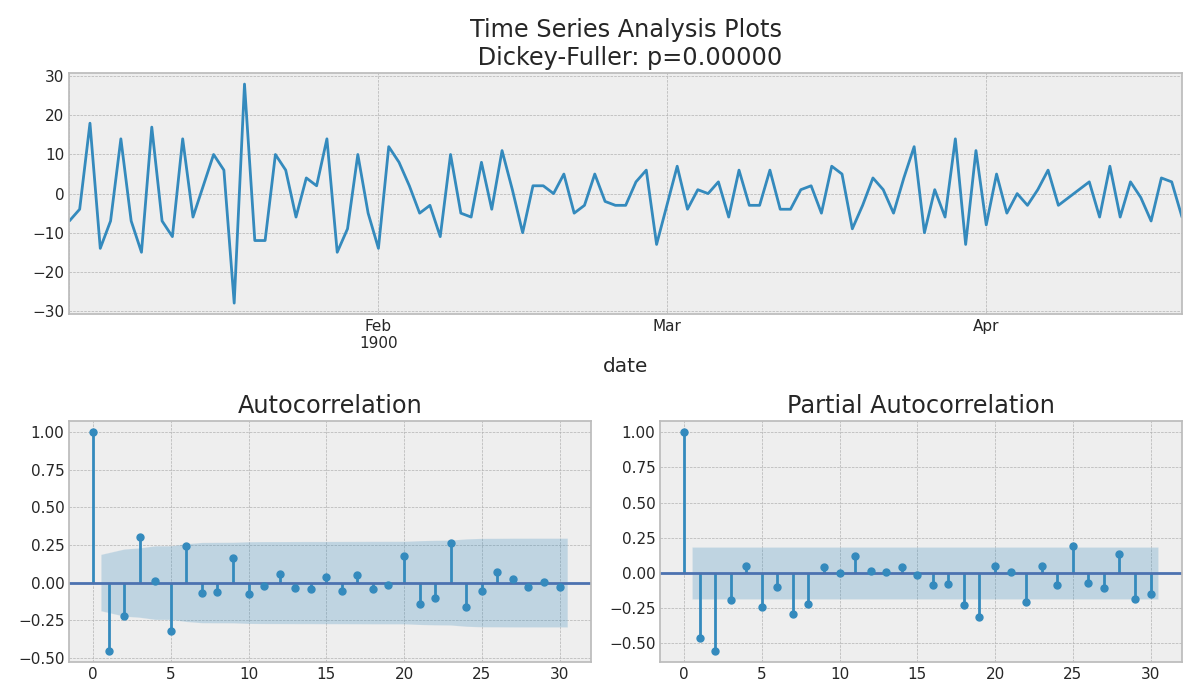 Time Series Analysis Plots
Dickey-Fuller: p=0.00000
30
20
10
0
−10
−20
−30
Feb
1900
Mar
Apr
date
Autocorrelation
1.00
0.75
0.50
0.25
0.00
−0.25
−0.50
0 5 10 15 20 25 30
Partial Autocorrelation
1.00
0.75
0.50
0.25
0.00
−0.25
−0.50
0 5 10 15 20 25 30